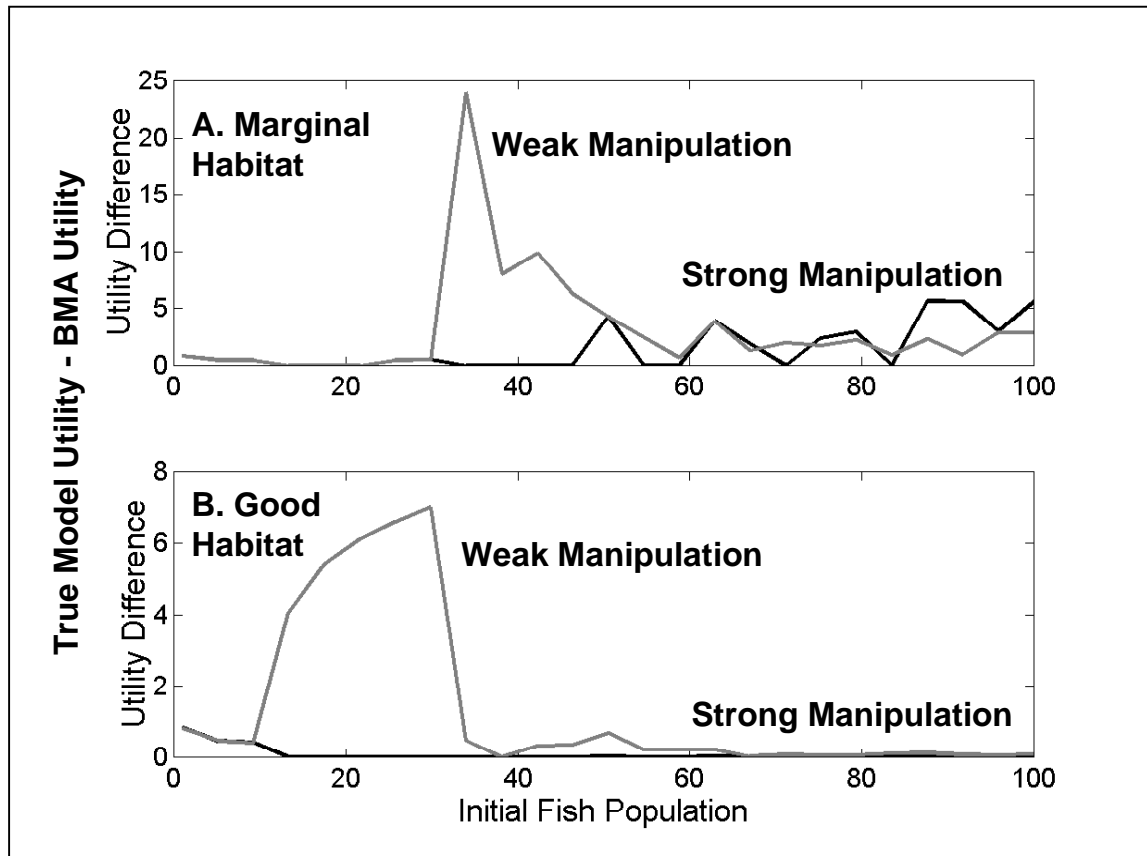 True Model Utility - BMA Utility
Utility Difference
25
20
15
10
5
0
A. Marginal
Habitat
Weak Manipulation
Strong Manipulation
0 20 40 60 80 100
Utility Difference
8
6
4
2
0
B. Good
Habitat
Weak Manipulation
Strong Manipulation
0 20 40 60 80 100
Initial Fish Population